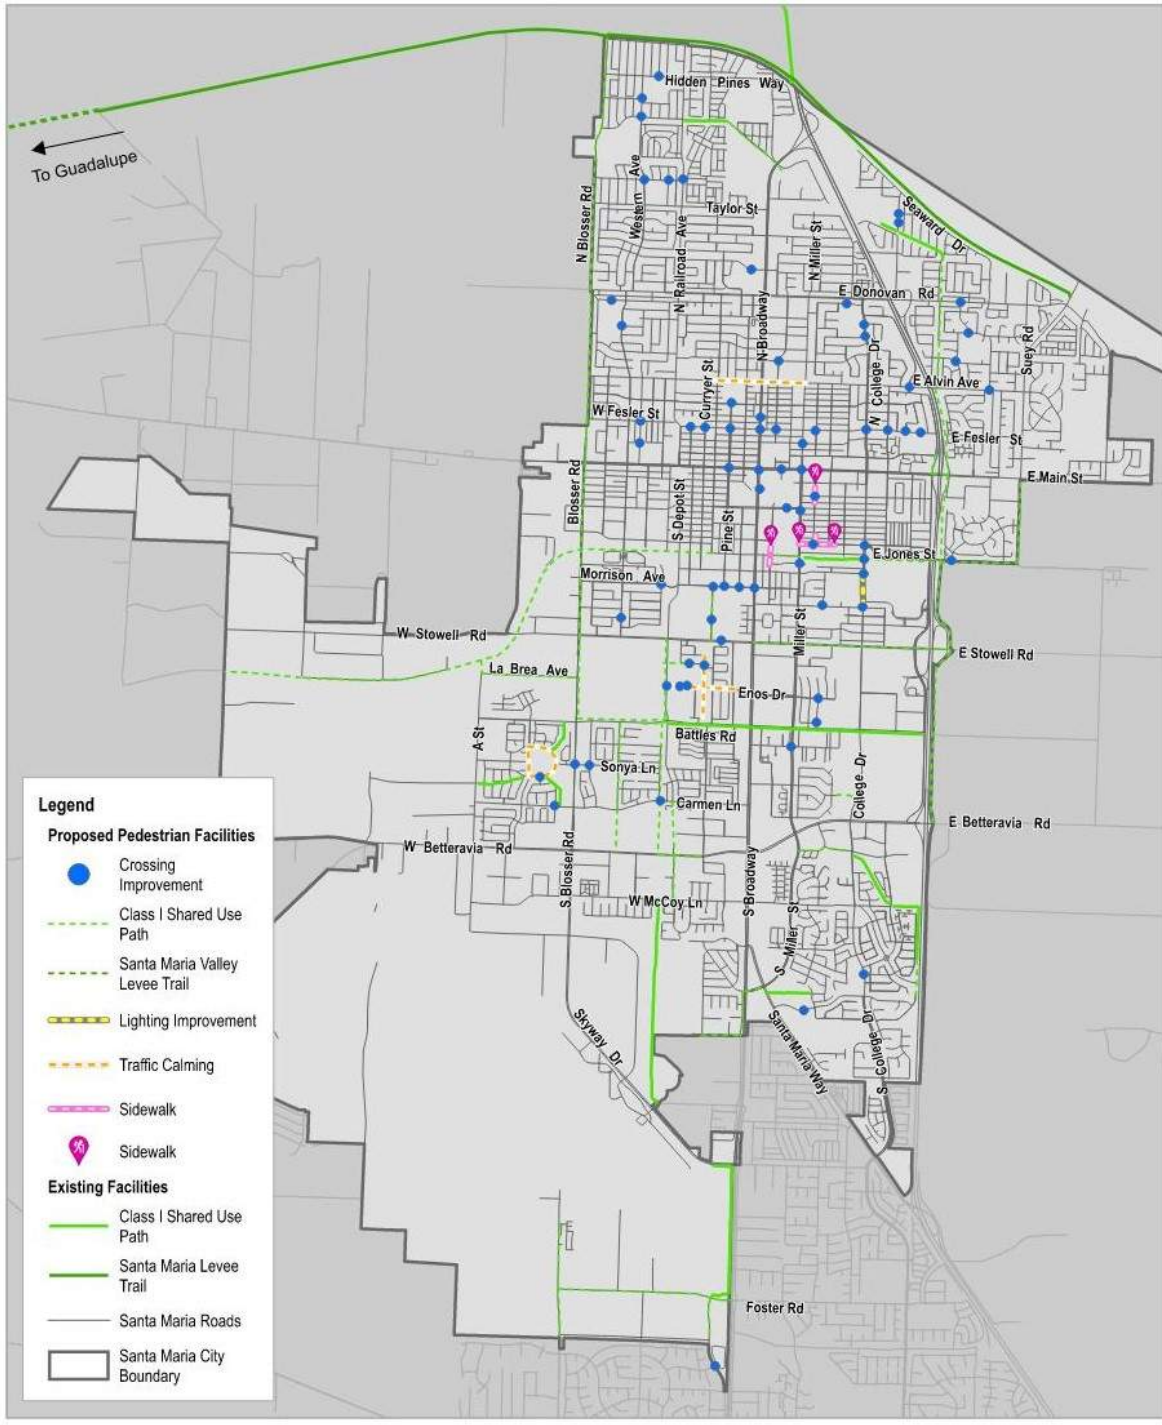 Hidden Pines Way
To Guadalupe
N Blosser Rd
Western Ave
Taylor St
N Railroad Ave
N Miller St
Seaward Dr
N Broadway
E Donovan Rd
Suey Rd
N College Dr
Curryer St
E Alvin Ave
W Fesler St
E Fesler St
Blosser Rd
E Main St
S Depot St
Pine St
E Jones St
Morrison Ave
Miller St
W Stowell Rd
E Stowell Rd
La Brea Ave
Enos Dr
A St
Battles Rd
Sonya Ln
College Dr
Carmen Ln
E Betteravia Rd
W Betteravia Rd
S Blosser Rd
S Broadway
W McCoy Ln
S Miller St
Skyway Dr
Santa Maria Way
S College Dr
Foster Rd
Legend
Proposed Pedestrian Facilities
Crossing
Improvement
Class I Shared Use
Path
Santa Maria Valley
Levee Trail
Lighting Improvement
Traffic Calming
Sidewalk
Sidewalk
Existing Facilities
Class I Shared Use
Path
Santa Maria Levee
Trail
Santa Maria Roads
Santa Maria City
Boundary